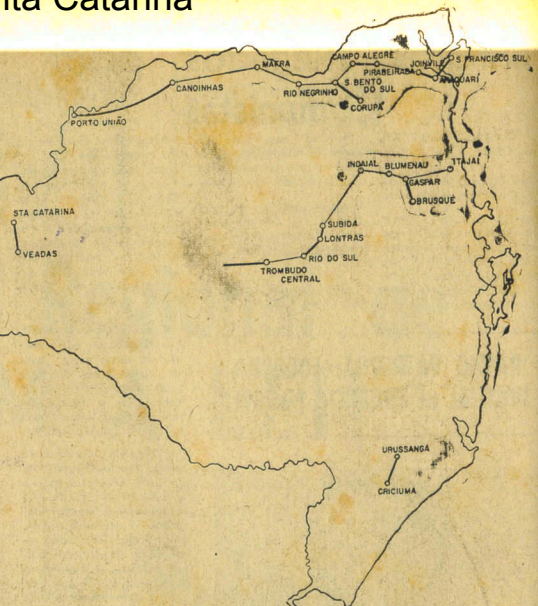 nta Catarina
CAMPO ALEGRE
MAFRA
JOINVILE
S. FRANCISCO SUL
PIRABEIRABA
ARAQUARÍ
CANOINHAS
RIO NEGRINHO
S. BENTO
DO SUL
CORUPÁ
PORTO UNIÃO
INDAIAL
BLUMENAU
ITAJAÍ
GASPAR
BRUSQUE
STA CATARINA
SUBIDA
LONTRAS
VEADAS
RIO DO SUL
TROMBUDO
CENTRAL
URUSSANGA
CRICIUMA